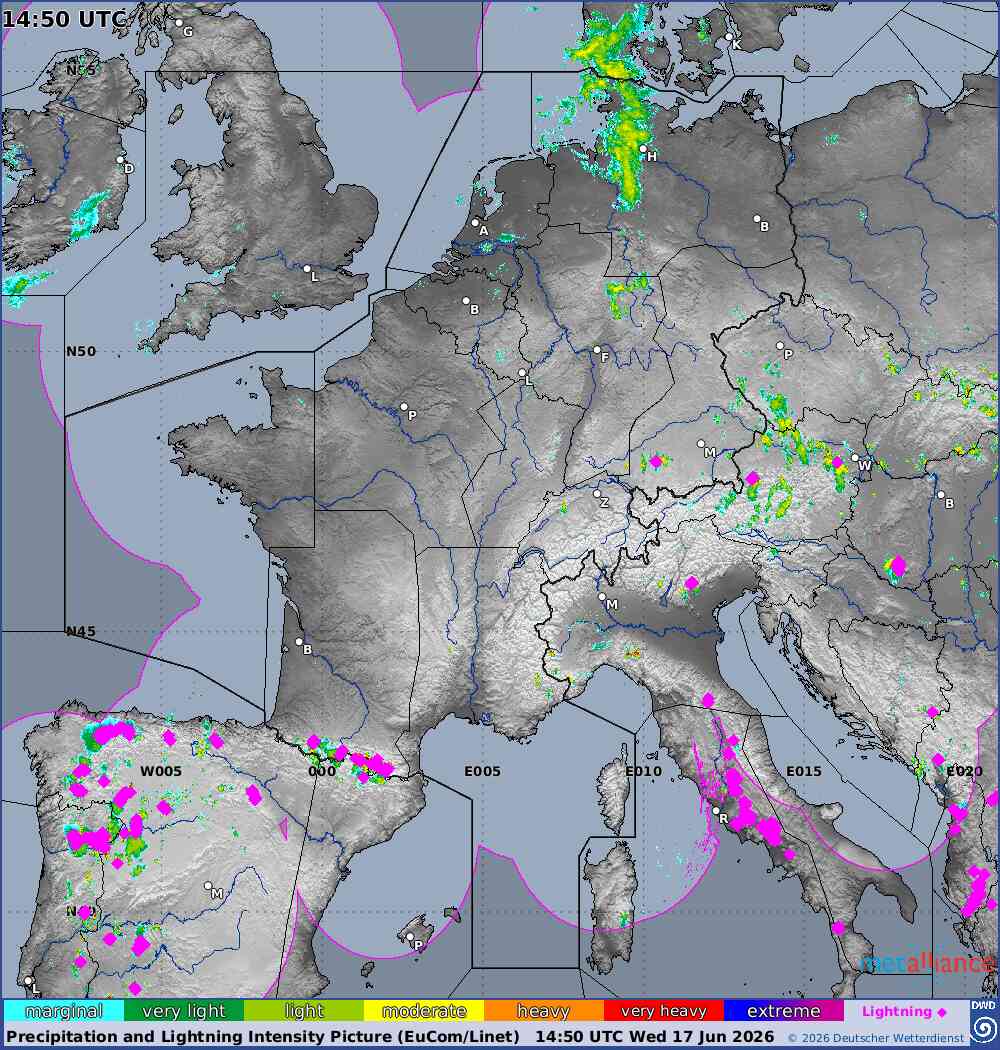 14:50 UTC
G
K
N55
D
H
A
B
L
B
N50
F
P
L
P
M
W
Z
B
M
N45
B
W005
000
E005
E010
E015
E020
R
M
N40
P
L
metalliance
marginal very light light moderate heavy very heavy extreme Lightning
DWD
Precipitation and Lightning Intensity Picture (EuCom/Linet) 14:50 UTC Wed 17 Jun 2026 © 2026 Deutscher Wetterdienst